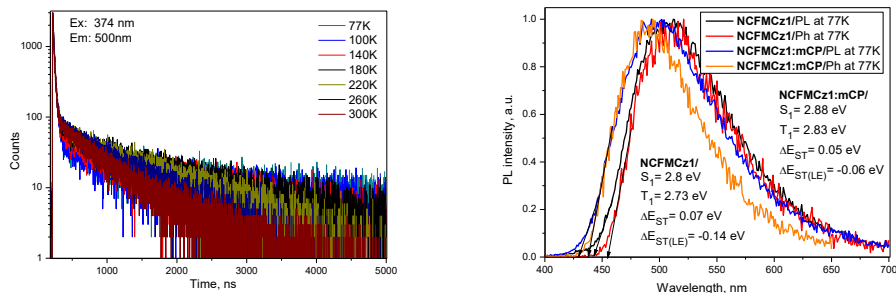 Ex: 374 nm
Em: 500nm
77K
100K
140K
180K
220K
260K
300K
1000
100
10
1
Counts
1000
2000
3000
4000
5000
Time, ns
NCFMCz1/PL at 77K
NCFMCz1/Ph at 77K
NCFMCz1:mCP/PL at 77K
NCFMCz1:mCP/Ph at 77K
NCFMCz1:mCP/
S₁= 2.88 eV
T₁= 2.83 eV
ΔE_ST= 0.05 eV
ΔE_ST(LE)= -0.06 eV
NCFMCz1/
S₁= 2.8 eV
T₁= 2.73 eV
ΔE_ST= 0.07 eV
ΔE_ST(LE)= -0.14 eV
1.0
0.8
0.6
0.4
0.2
0.0
PL intensity, a.u.
400
450
500
550
600
650
700
Wavelength, nm